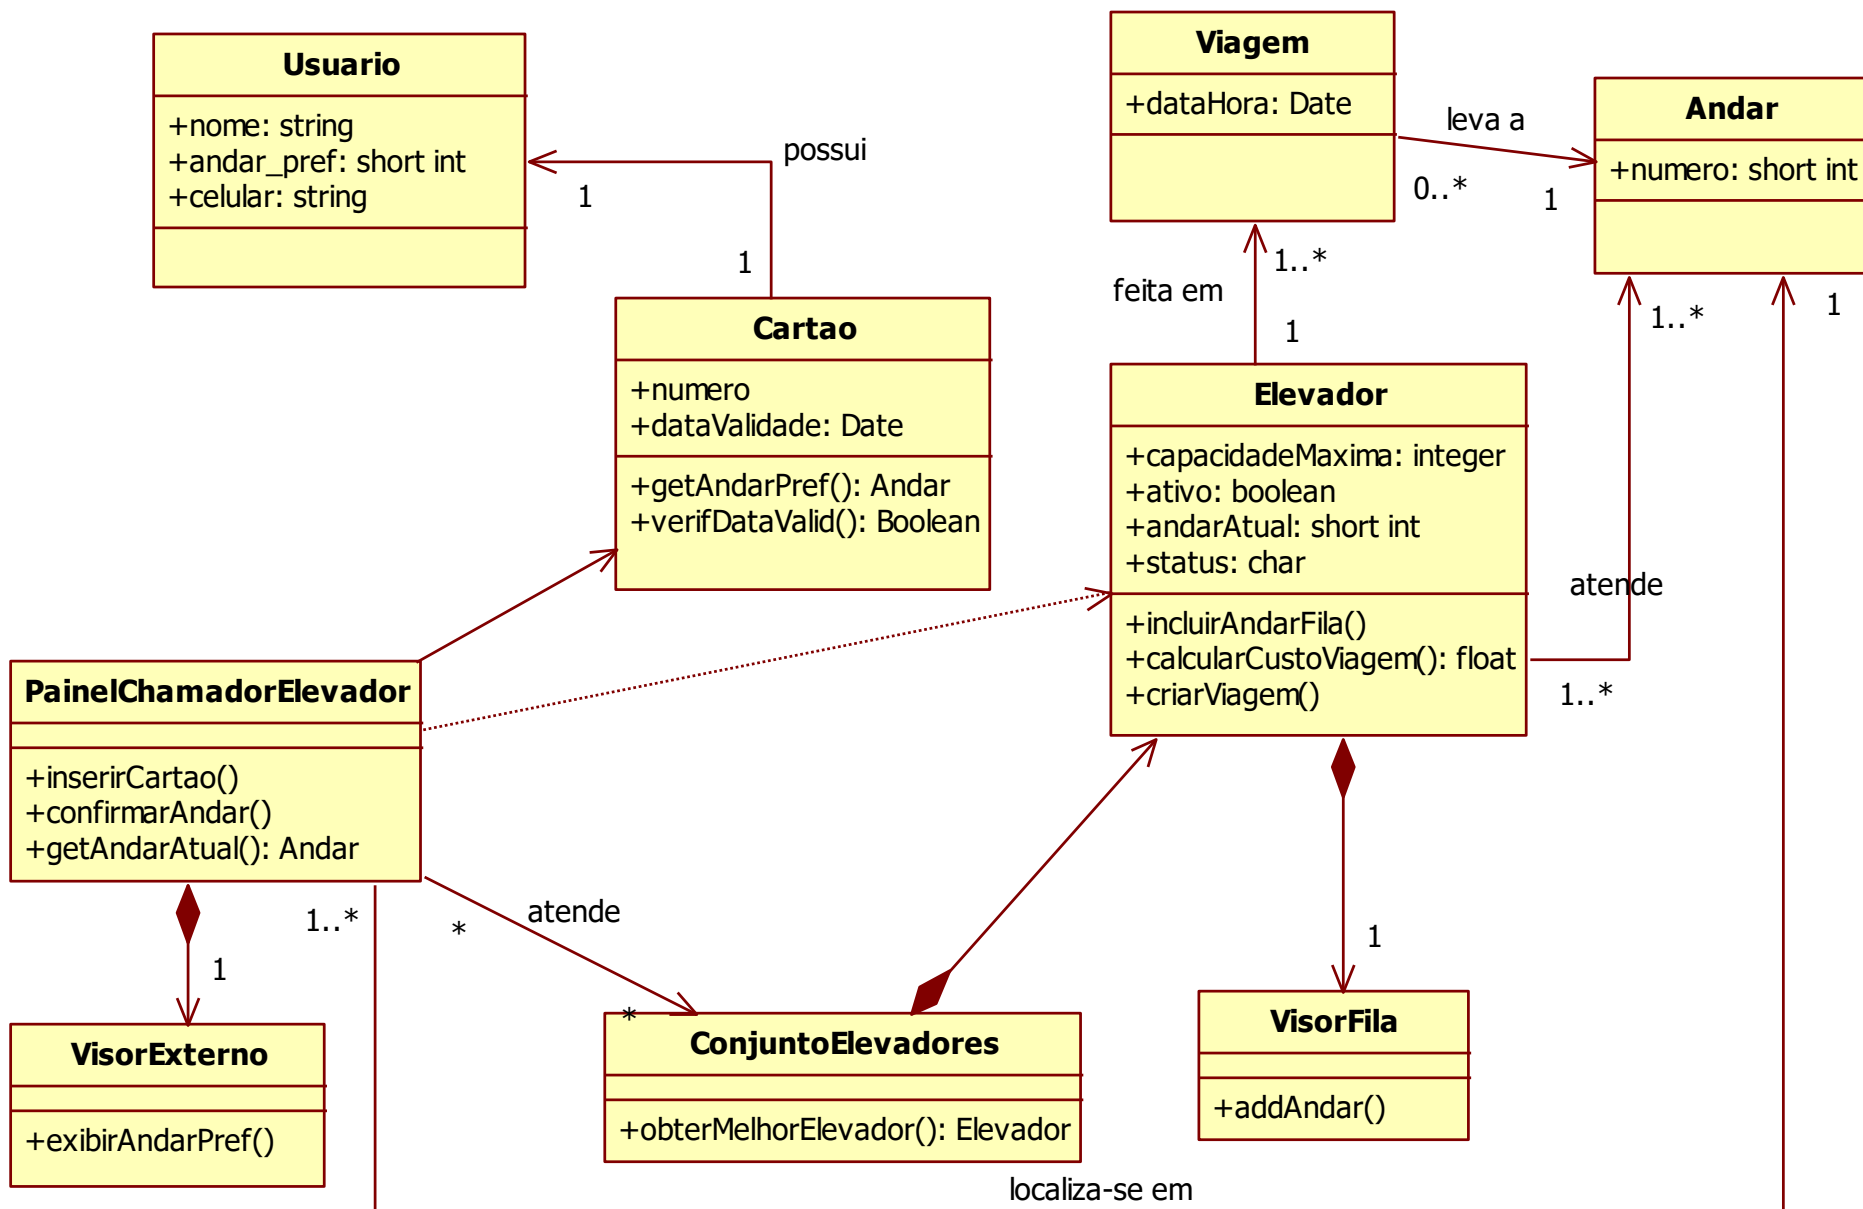 Usuario
+nome: string
+andar_pref: short int
+celular: string
possui
1
1
Viagem
+dataHora: Date
leva a
0..*
1
Andar
+numero: short int
1..*
feita em
1
1..*
1
Cartao
+numero
+dataValidade: Date
+getAndarPref(): Andar
+verifDataValid(): Boolean
Elevador
+capacidadeMaxima: integer
+ativo: boolean
+andarAtual: short int
+status: char
+incluirAndarFila()
+calcularCustoViagem(): float
+criarViagem()
atende
1..*
PainelChamadorElevador
+inserirCartao()
+confirmarAndar()
+getAndarAtual(): Andar
1..*
*
atende
*
1
1
VisorExterno
+exibirAndarPref()
ConjuntoElevadores
+obterMelhorElevador(): Elevador
VisorFila
+addAndar()
localiza-se em